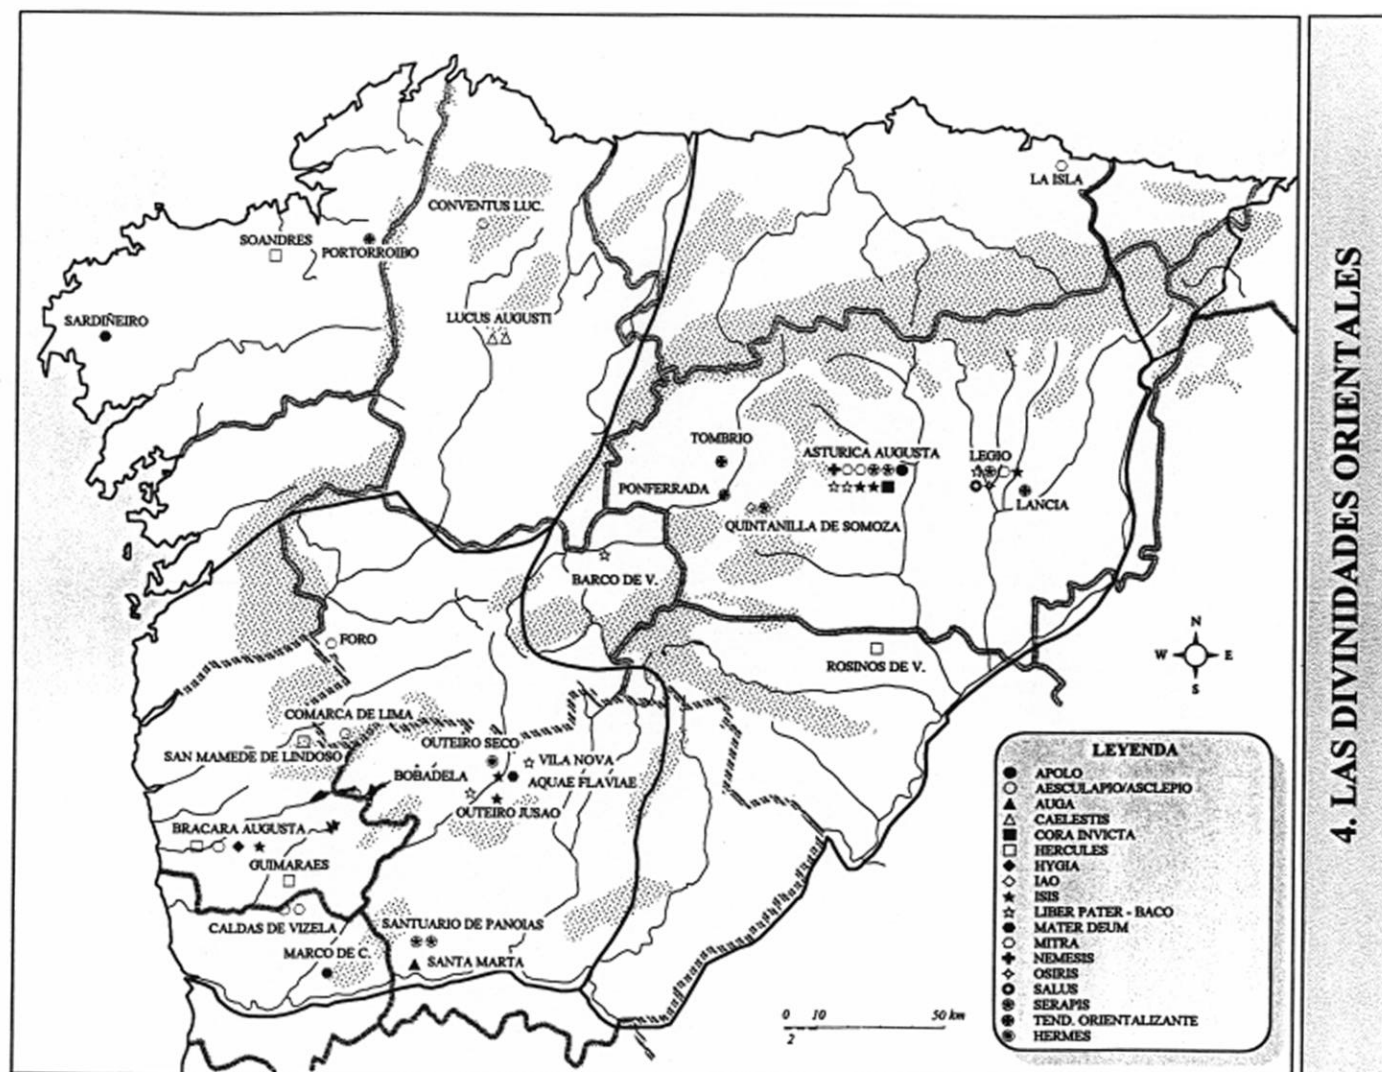 4. LAS DIVINIDADES ORIENTALES
LA ISLA
CONVENTUS LUC.
SOANDRES
PORTORROIBO
SARDIÑEIRO
LUCUS AUGUSTI
TOMBRIO
ASTURICA AUGUSTA
LEGIO
PONFERRADA
LANCIA
QUINTANILLA DE SOMOZA
BARCO DE V.
FORO
ROSINOS DE V.
N
W E
S
COMARCA DE LIMA
OUTEIRO SECO
SAN MAMEDE DE LINDOSO
VILA NOVA
BOBADELA
AQUAE FLAVIAE
OUTEIRO JUSAO
BRACARA AUGUSTA
GUIMARAES
CALDAS DE VIZELA
SANTUARIO DE PANOIAS
MARCO DE C.
SANTA MARTA
0 10 50 km
2
LEYENDA
APOLO
AESCULAPIO/ASCLEPIO
AUGA
CAELESTIS
CORA INVICTA
HERCULES
HYGIA
IAO
ISIS
LIBER PATER - BACO
MATER DEUM
MITRA
NEMESIS
OSIRIS
SALUS
SERAPIS
TEND. ORIENTALIZANTE
HERMES